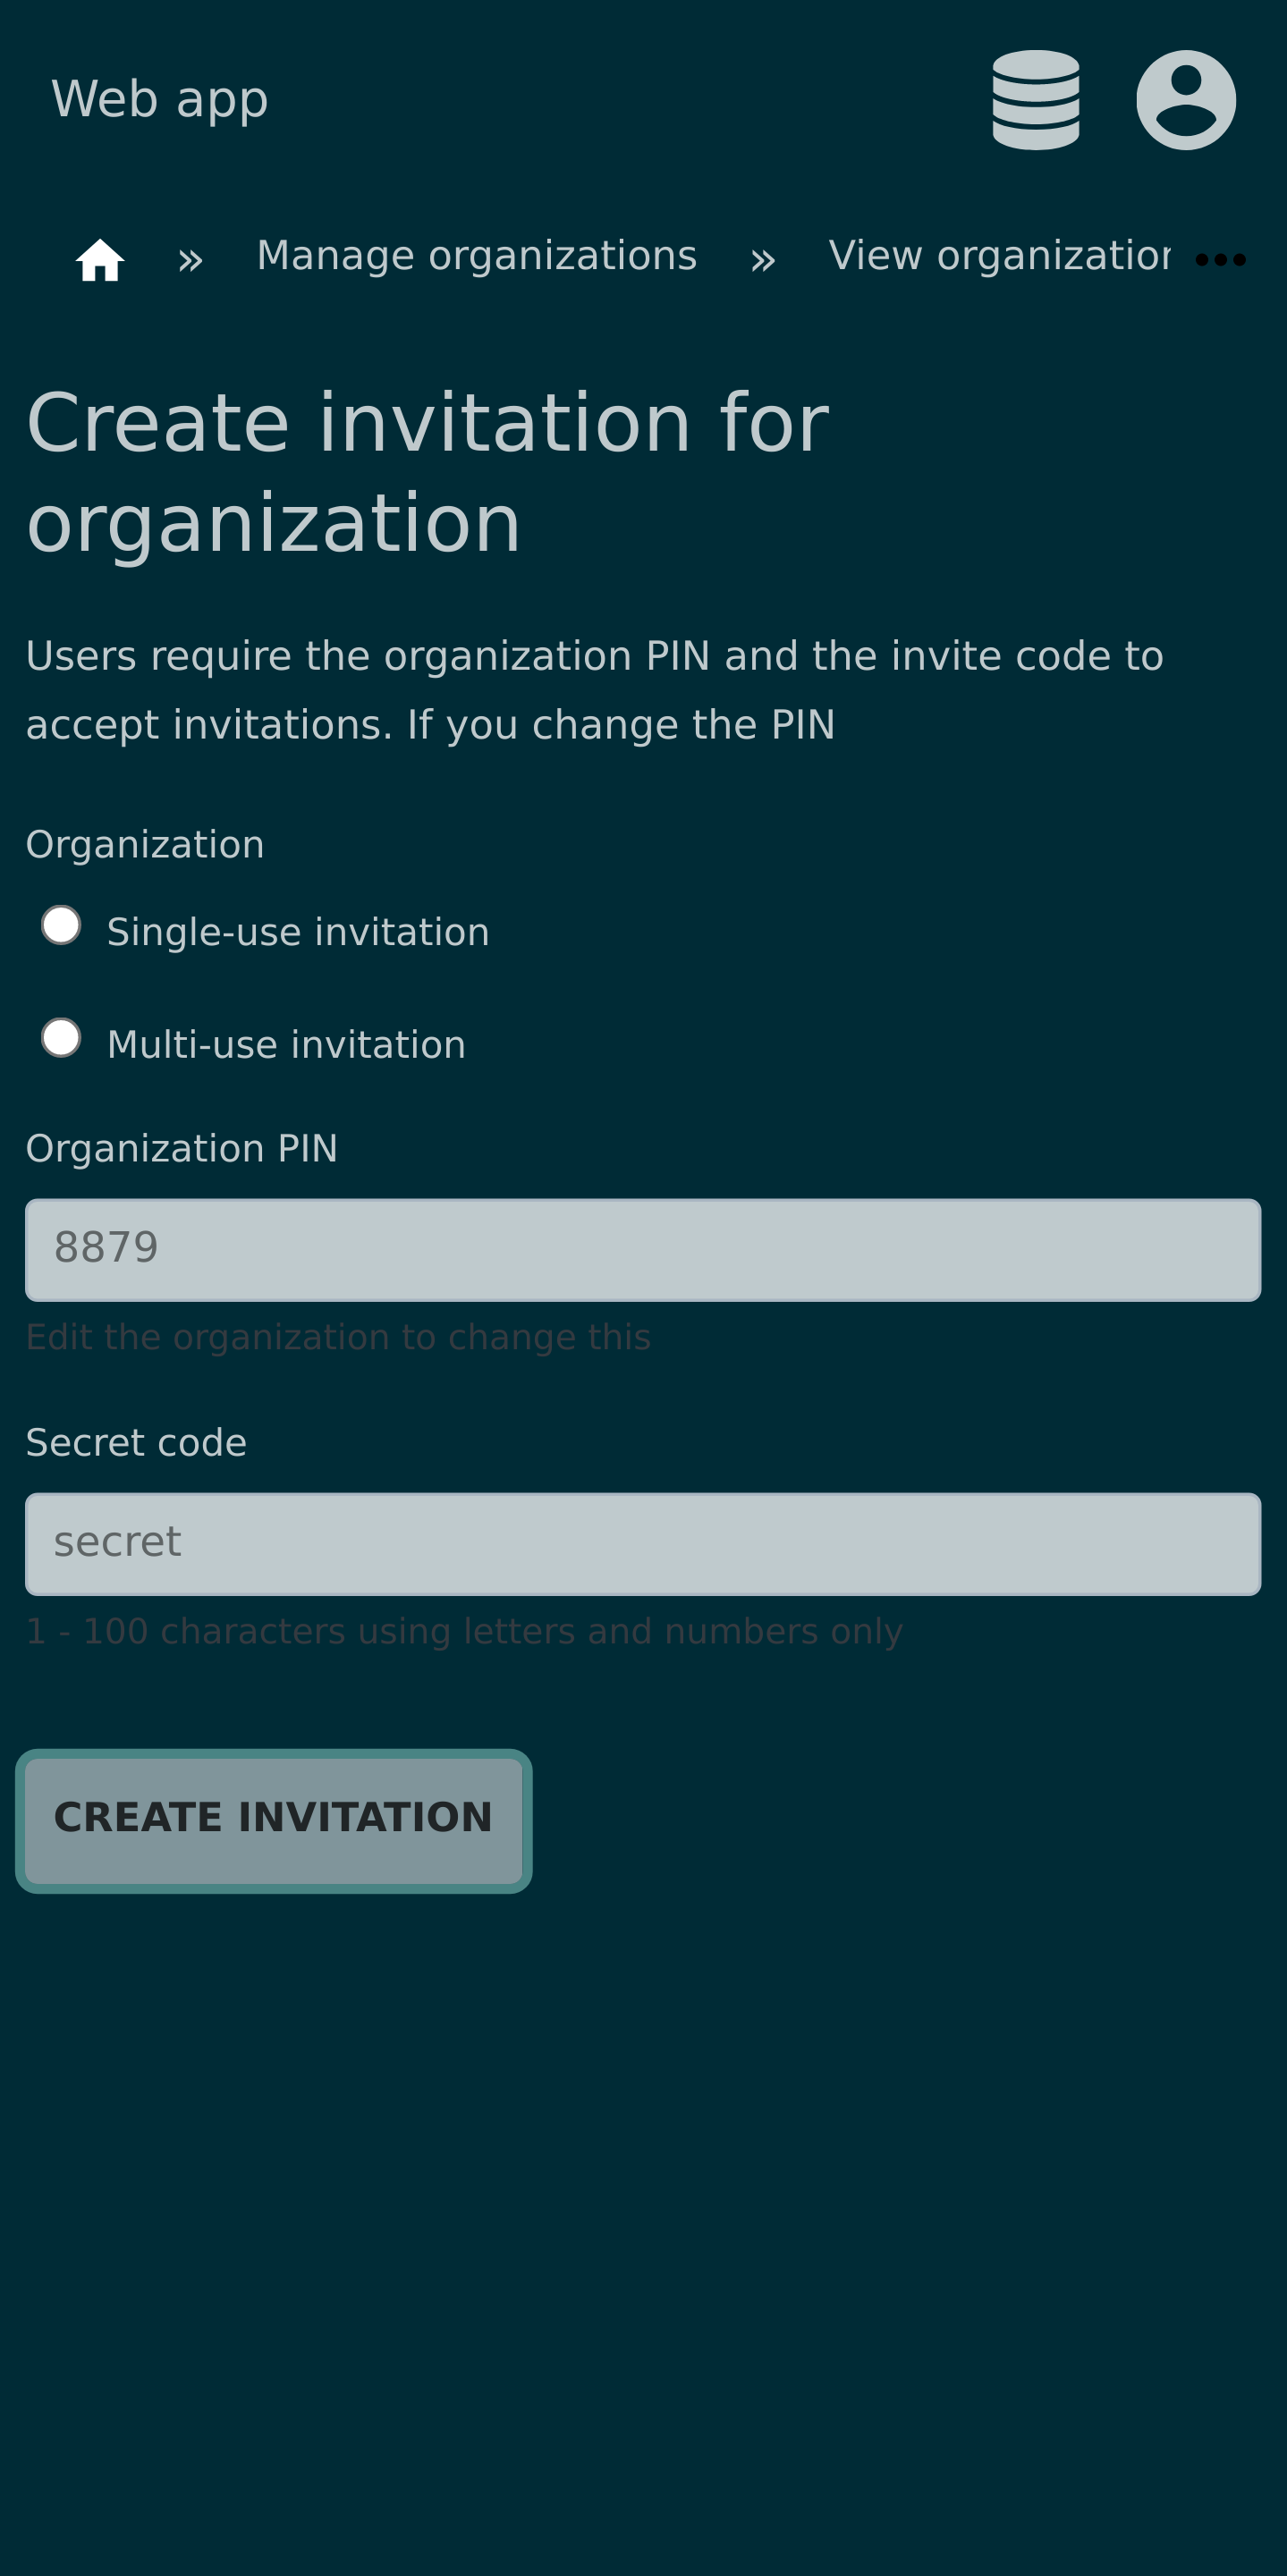 Web app
» Manage organizations » View organization
Create invitation for
organization
Users require the organization PIN and the invite code to
accept invitations. If you change the PIN
Organization
Single-use invitation
Multi-use invitation
Organization PIN
8879
Edit the organization to change this
Secret code
secret
1 - 100 characters using letters and numbers only
CREATE INVITATION